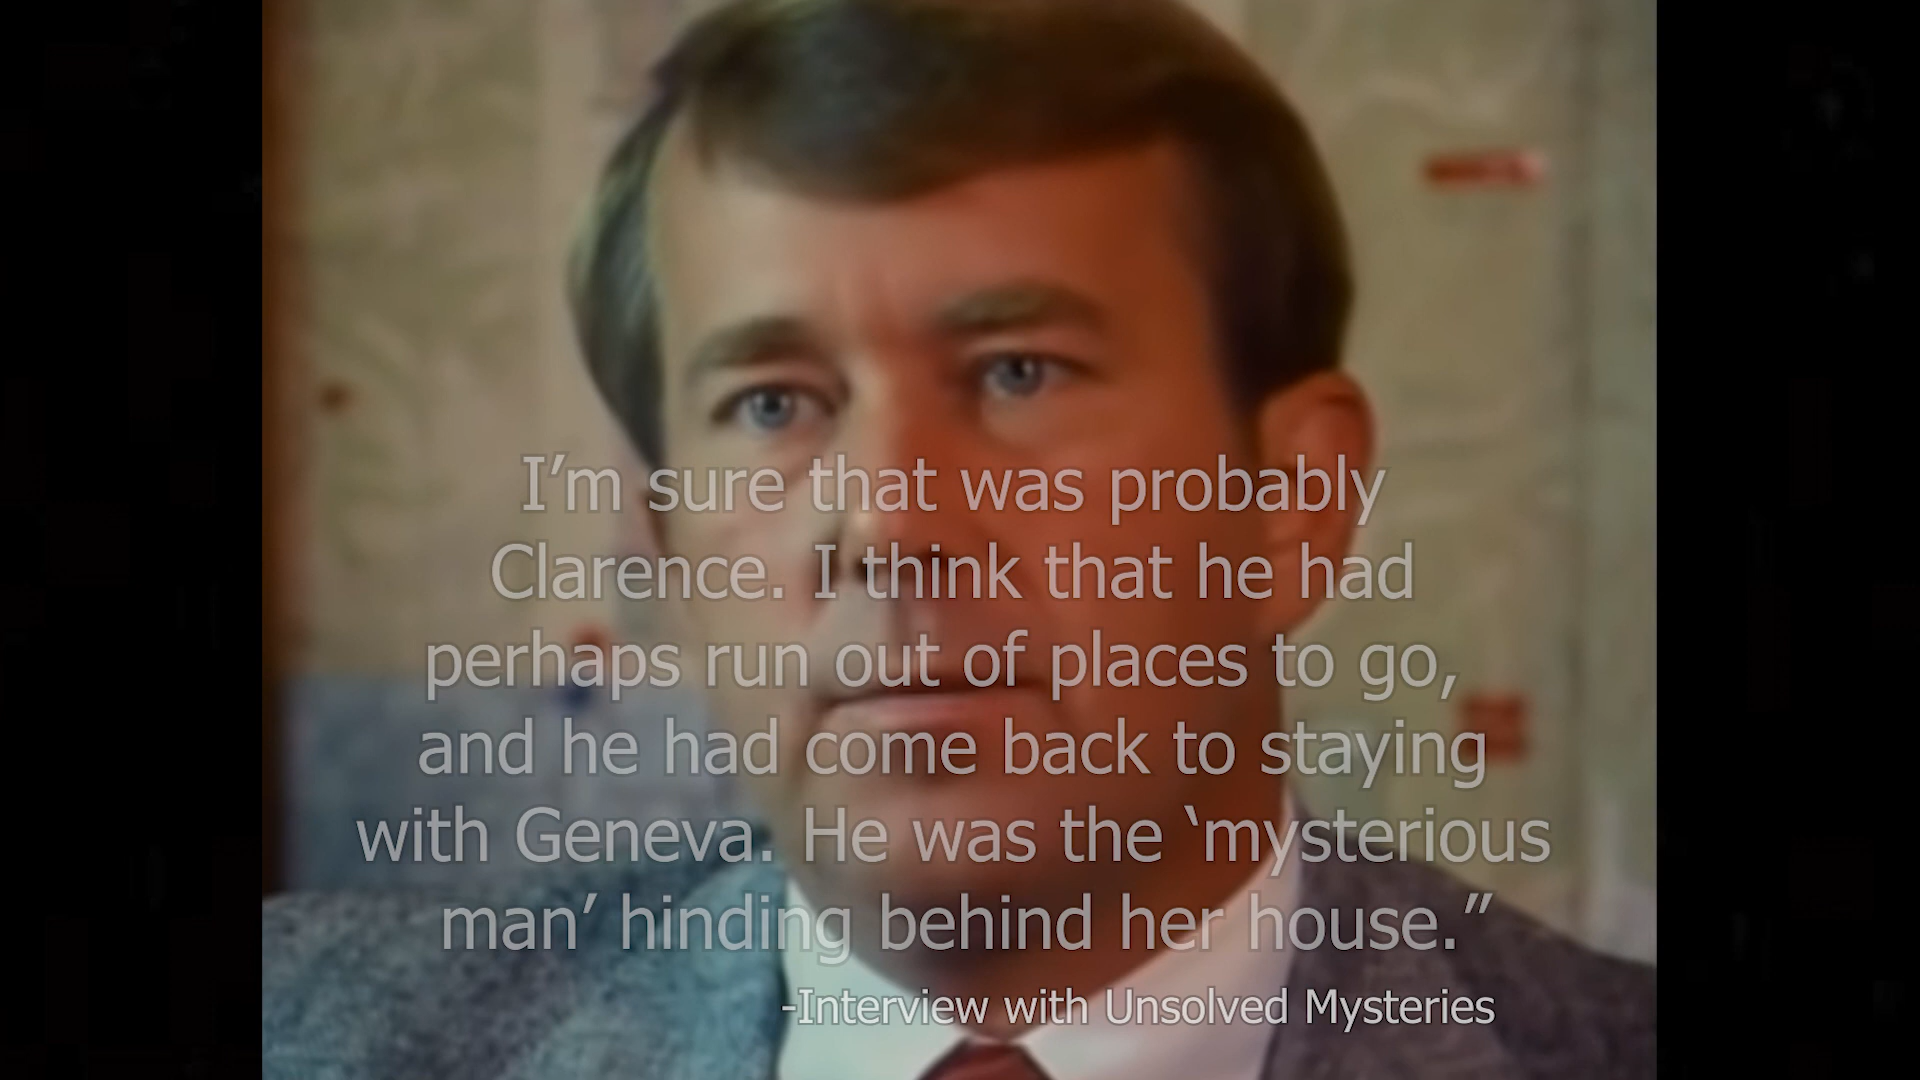 I’m sure that was probably
Clarence. I think that he had
perhaps run out of places to go,
and he had come back to staying
with Geneva. He was the ‘mysterious
man’ hinding behind her house.”
-Interview with Unsolved Mysteries